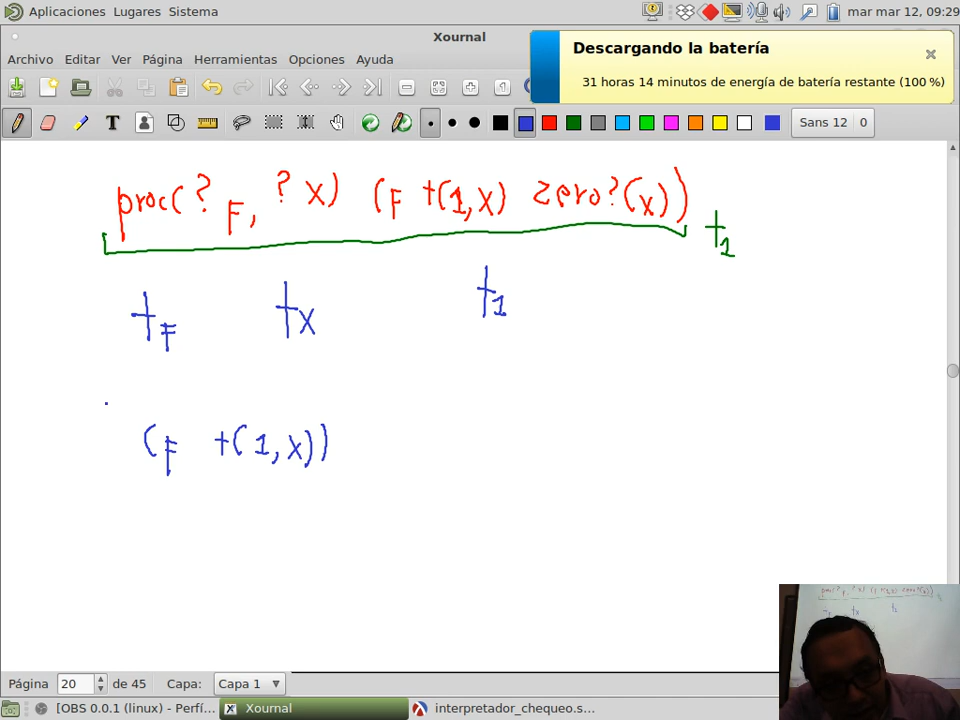 Aplicaciones Lugares Sistema mar mar 12, 09:29
Xournal
Descargando la batería
31 horas 14 minutos de energía de batería restante (100 %)
Archivo Editar Ver Página Herramientas Opciones Ayuda
T Sans 12 0
proc(? F, ? x) (F +(1,x) zero?(x))
t1
tF tx t1
(F +(1,x))
Página 20 de 45 Capa: Capa 1
[OBS 0.0.1 (linux) - Perfí... Xournal interpretador_chequeo.s...